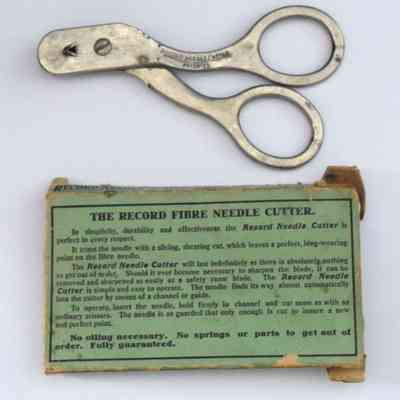 RECORD NEEDLE CUTTER
PATENTED
RECORD
THE RECORD FIBRE NEEDLE CUTTER.
In simplicity, durability and effectiveness the Record Needle Cutter is
perfect in every respect.
It trims the needle with a slicing, shearing cut, which leaves a perfect, long-wearing
point on the fibre needle.
The Record Needle Cutter will last indefinitely as there is absolutely nothing
to get out of order. Should it ever become necessary to sharpen the blade, it can be
removed and sharpened as easily as a safety razor blade. The Record Needle
Cutter is simple and easy to operate. The needle finds its way almost automatically
into the cutter by means of a channel or guide.
To operate, insert the needle, hold firmly in channel and cut same as with an
ordinary scissors. The needle is so guarded that only enough is cut to insure a new
and perfect point.
No oiling necessary. No springs or parts to get out of
order. Fully guaranteed.